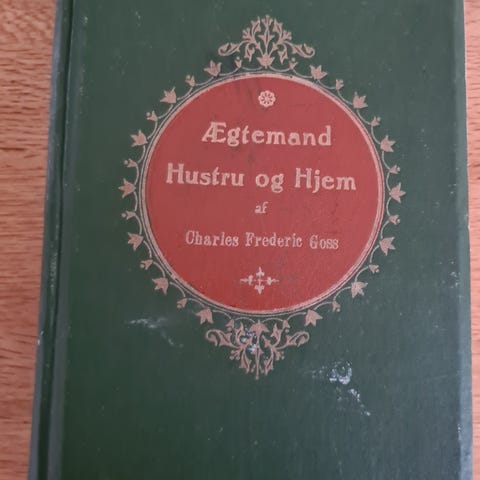 Ægtemand
Hustru og Hjem
af
Charles Frederic Goss